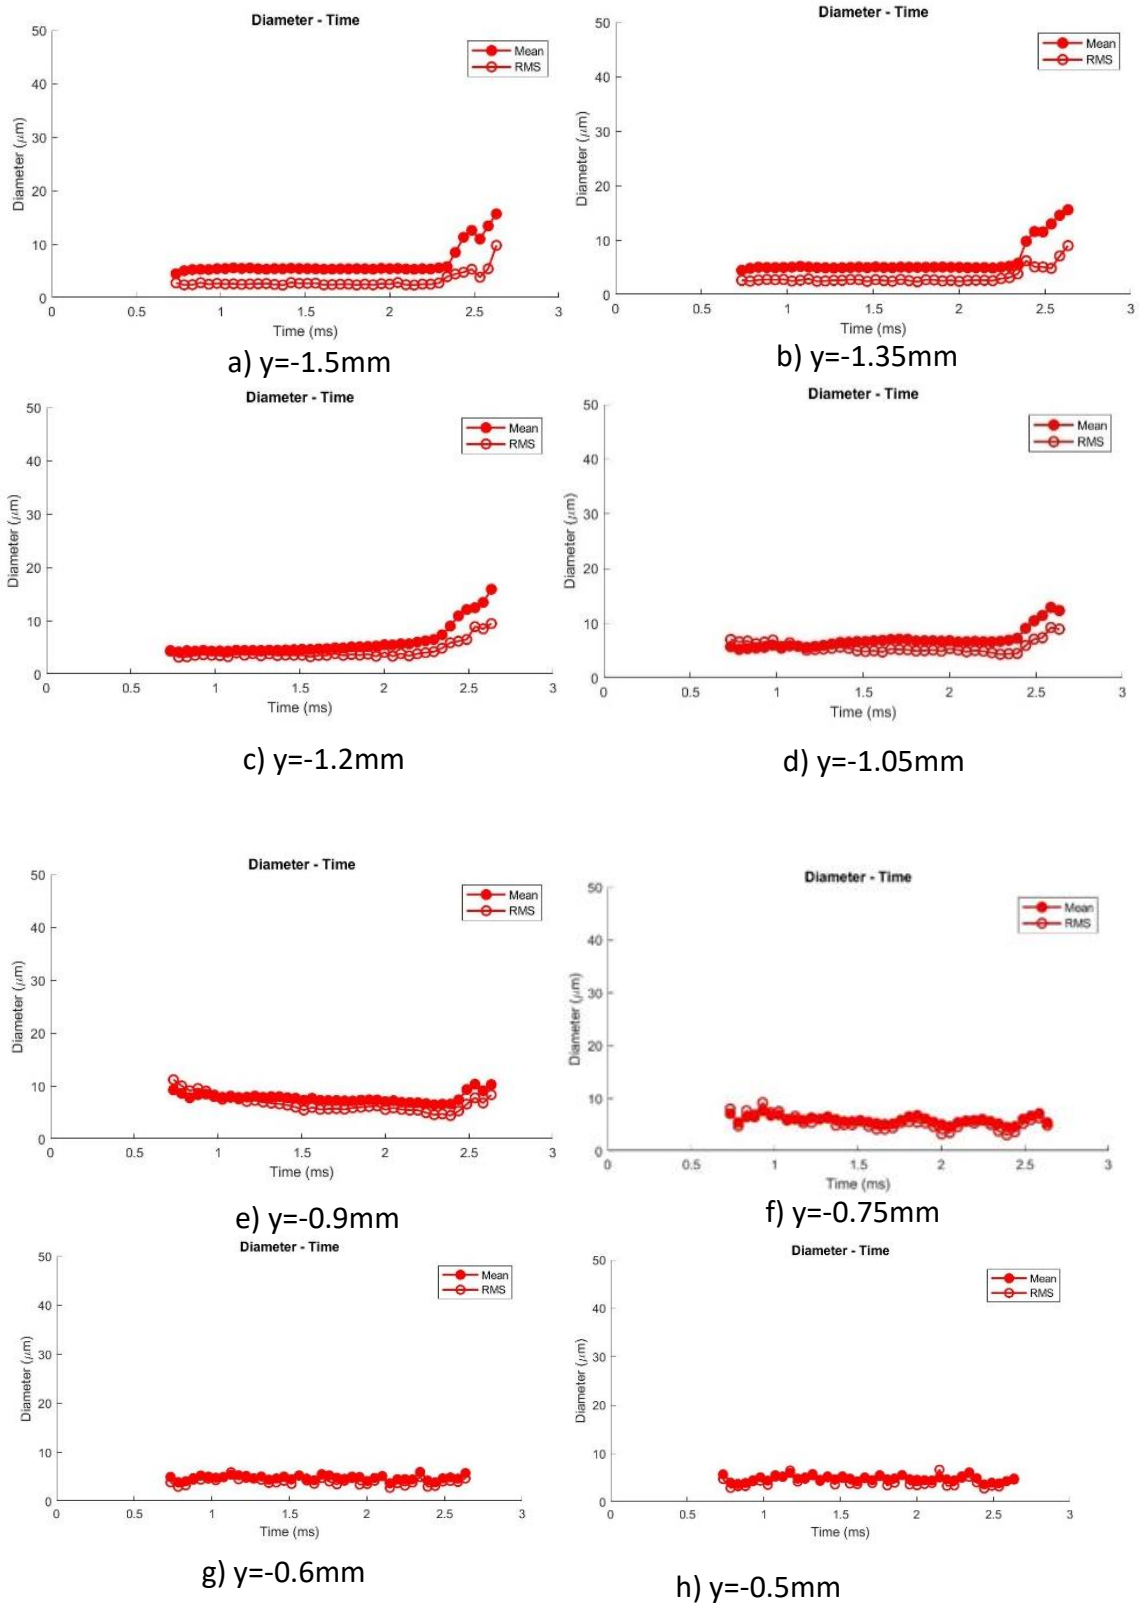 Diameter - Time
50
40
30
20
10
0
Diameter (μm)
Mean
RMS
0 0.5 1 1.5 2 2.5 3
Time (ms)
a) y=-1.5mm
Diameter - Time
50
40
30
20
10
0
Diameter (μm)
Mean
RMS
0 0.5 1 1.5 2 2.5 3
Time (ms)
b) y=-1.35mm
Diameter - Time
50
40
30
20
10
0
Diameter (μm)
Mean
RMS
0 0.5 1 1.5 2 2.5 3
Time (ms)
c) y=-1.2mm
Diameter - Time
50
40
30
20
10
0
Diameter (μm)
Mean
RMS
0 0.5 1 1.5 2 2.5 3
Time (ms)
d) y=-1.05mm
Diameter - Time
50
40
30
20
10
0
Diameter (μm)
Mean
RMS
0 0.5 1 1.5 2 2.5 3
Time (ms)
e) y=-0.9mm
Diameter - Time
50
40
30
20
10
0
Diameter (μm)
Mean
RMS
0 0.5 1 1.5 2 2.5 3
Time (ms)
f) y=-0.75mm
Diameter - Time
50
40
30
20
10
0
Diameter (μm)
Mean
RMS
0 0.5 1 1.5 2 2.5 3
Time (ms)
g) y=-0.6mm
Diameter - Time
50
40
30
20
10
0
Diameter (μm)
Mean
RMS
0 0.5 1 1.5 2 2.5 3
Time (ms)
h) y=-0.5mm